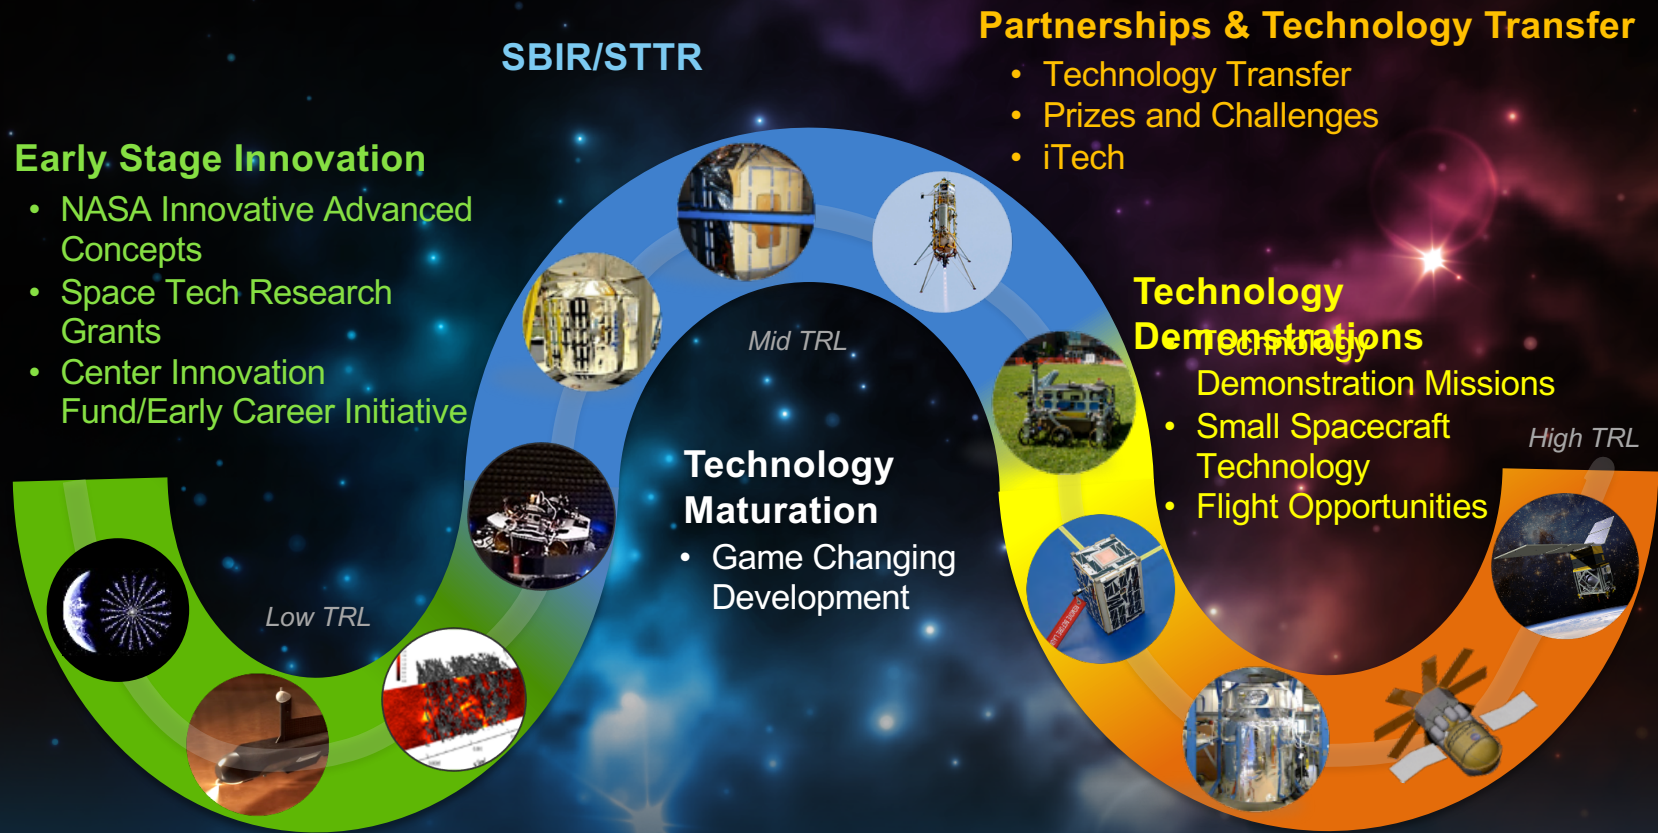 Partnerships & Technology Transfer
• Technology Transfer
• Prizes and Challenges
• iTech
SBIR/STTR
Early Stage Innovation
• NASA Innovative Advanced
Concepts
• Space Tech Research
Grants
• Center Innovation
Fund/Early Career Initiative
Low TRL
Mid TRL
Technology
Maturation
• Game Changing
Development
Technology
Demonstrations
• Technology
Demonstration Missions
• Small Spacecraft
Technology
• Flight Opportunities
High TRL